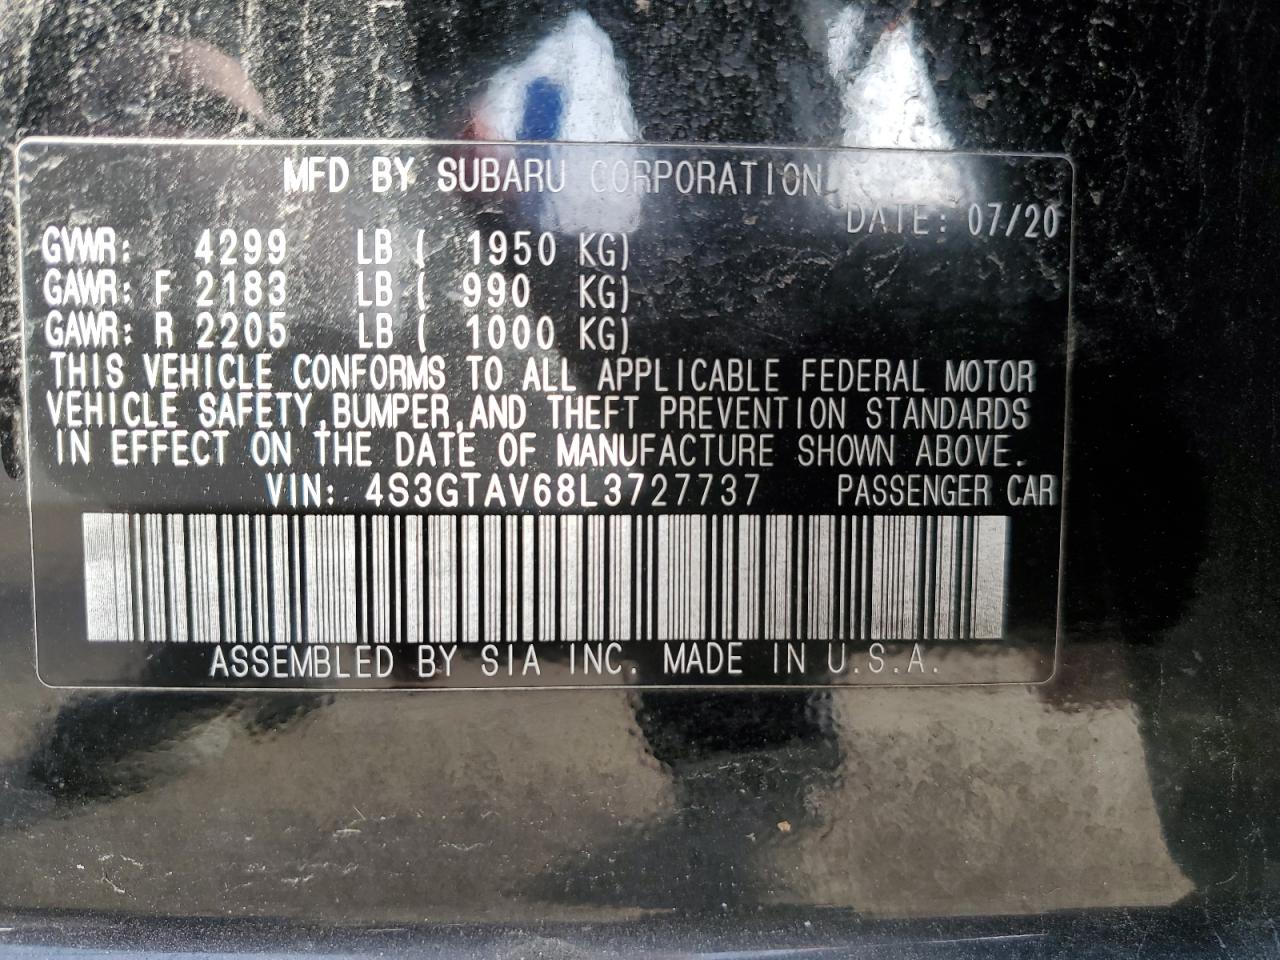 MFD BY SUBARU CORPORATION
DATE: 07/20
GVWR: 4299 LB ( 1950 KG)
GAWR: F 2183 LB ( 990 KG)
GAWR: R 2205 LB ( 1000 KG)
THIS VEHICLE CONFORMS TO ALL APPLICABLE FEDERAL MOTOR
VEHICLE SAFETY,BUMPER,AND THEFT PREVENTION STANDARDS
IN EFFECT ON THE DATE OF MANUFACTURE SHOWN ABOVE.
VIN: 4S3GTAV68L3727737 PASSENGER CAR
ASSEMBLED BY SIA INC. MADE IN U.S.A.